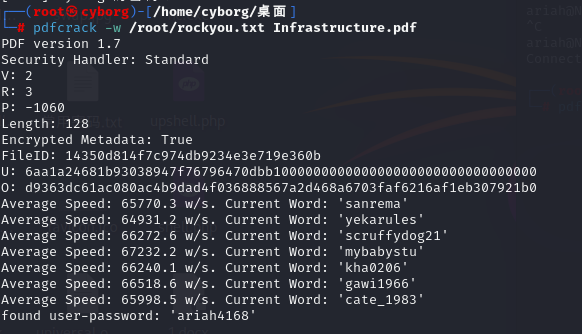 (root㉿cyborg)-[/home/cyborg/桌面]
# pdfcrack -w /root/rockyou.txt Infrastructure.pdf
PDF version 1.7
Security Handler: Standard
V: 2
R: 3
P: -1060
Length: 128
Encrypted Metadata: True
FileID: 14350d814f7c974db9234e3e719e360b
U: 6aa1a24681b93038947f76796470dbb100000000000000000000000000000000
O: d9363dc61ac080ac4b9dad4f036888567a2d468a6703faf6216af1eb307921b0
Average Speed: 65770.3 w/s. Current Word: 'sanrema'
Average Speed: 64931.2 w/s. Current Word: 'yekarules'
Average Speed: 66272.6 w/s. Current Word: 'scruffydog21'
Average Speed: 67232.2 w/s. Current Word: 'mybabystu'
Average Speed: 66240.1 w/s. Current Word: 'kha0206'
Average Speed: 66518.6 w/s. Current Word: 'gawi1966'
Average Speed: 65998.5 w/s. Current Word: 'cate_1983'
found user-password: 'ariah4168'